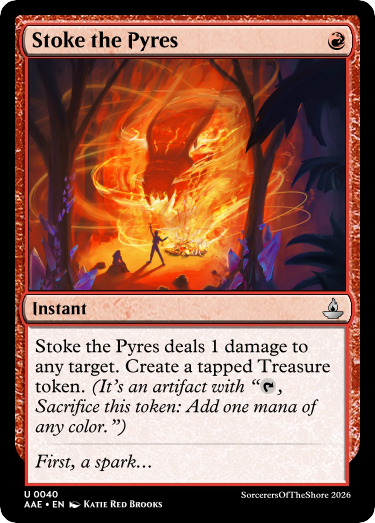 Stoke the Pyres
Instant
Stoke the Pyres deals 1 damage to
any target. Create a tapped Treasure
token. (It's an artifact with “,
Sacrifice this token: Add one mana of
any color.”)
First, a spark…
U 0040
AAE • EN Katie Red Brooks
SorcerersOfTheShore 2026